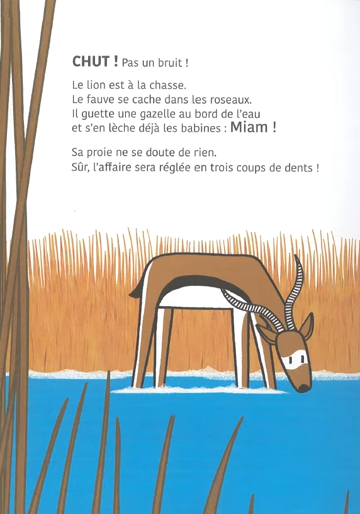 CHUT ! Pas un bruit !
Le lion est à la chasse.
Le fauve se cache dans les roseaux.
Il guette une gazelle au bord de l'eau
et s'en lèche déjà les babines : Miam !
Sa proie ne se doute de rien.
Sûr, l'affaire sera réglée en trois coups de dents !